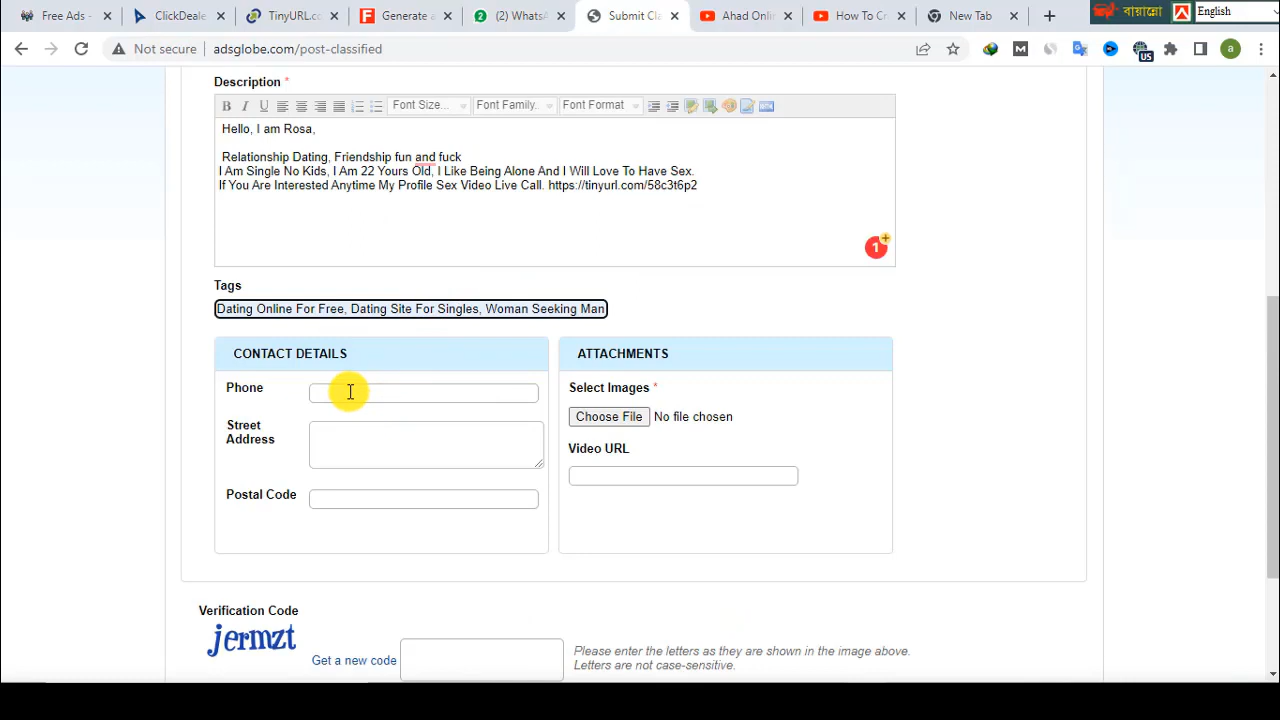 Free Ads -
ClickDeale
TinyURL.co
Gene
(2)WhatsA
Submit Cla
Ahad Onli
How To Cr
New Tab
বায়ান্নো
English
Not secure
adsglobe.com/post-classified
M
US
a
Description *
B I U
Font Size...
Font Family.
Font Format
Hello, I am Rosa,
Relationship Dating, Friendship fun and fuck
I Am Single No Kids, I Am 22 Yours Old, I Like Being Alone And I Will Love To Have Sex.
If You Are Interested Anytime My Profile Sex Video Live Call. https://tinyurl.com/58c3t6p2
1
Tags
Dating Online For Free, Dating Site For Singles, Woman Seeking Man
CONTACT DETAILS
Phone
Street
Address
Postal Code
ATTACHMENTS
Select Images *
Choose File No file chosen
Video URL
Verification Code
jermzt
Get a new code
Please enter the letters as they are shown in the image above.
Letters are not case-sensitive.